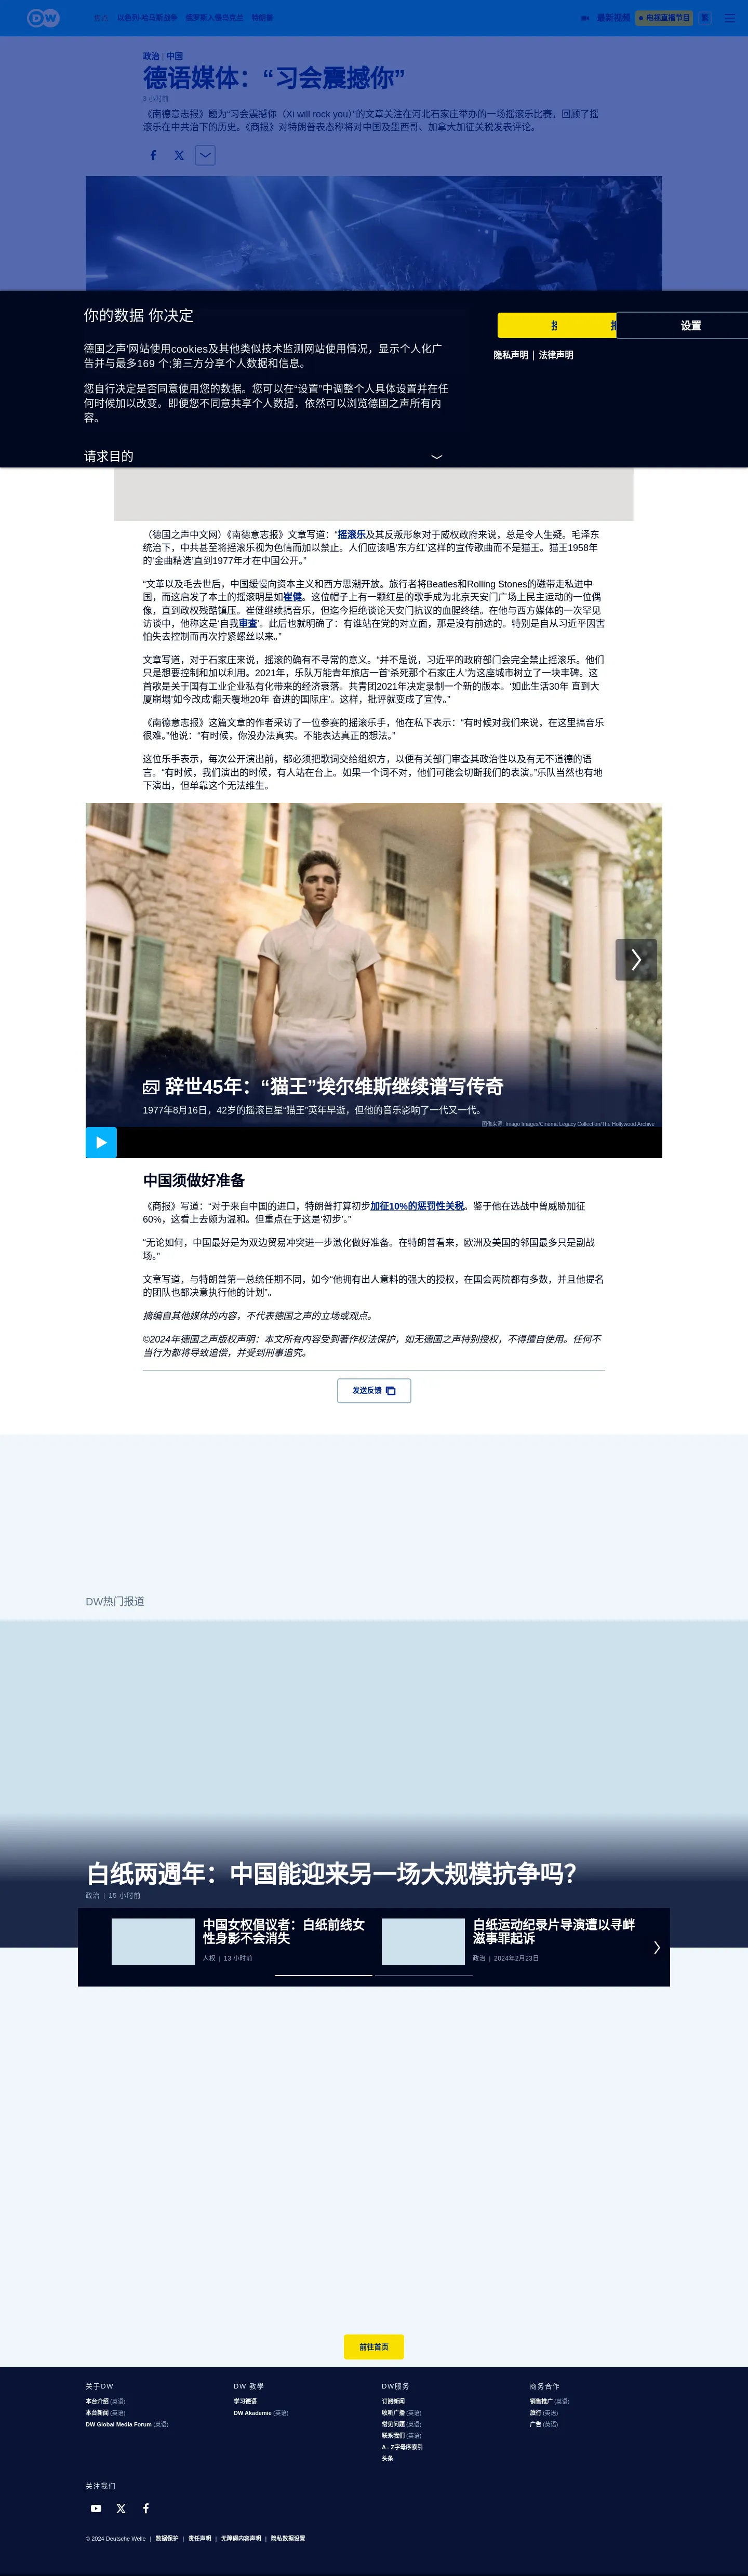 DW
焦点 以色列-哈马斯战争 俄罗斯入侵乌克兰 特朗普
最新视频 电视直播节目 繁
政治 | 中国
德语媒体：“习会震撼你”
3 小时前
《南德意志报》题为“习会震撼你（Xi will rock you）”的文章关注在河北石家庄举办的一场摇滚乐比赛，回顾了摇
滚乐在中共治下的历史。《商报》对特朗普表态称将对中国及墨西哥、加拿大加征关税发表评论。
你的数据 你决定
设置
隐私声明 | 法律声明
德国之声'网站使用cookies及其他类似技术监测网站使用情况，显示个人化广
告并与最多169 个;第三方分享个人数据和信息。
您自行决定是否同意使用您的数据。您可以在“设置”中调整个人具体设置并在任
何时候加以改变。即便您不同意共享个人数据，依然可以浏览德国之声所有内
容。
请求目的
（德国之声中文网）《南德意志报》文章写道：“摇滚乐及其反叛形象对于威权政府来说，总是令人生疑。毛泽东
统治下，中共甚至将摇滚乐视为色情而加以禁止。人们应该唱‘东方红’这样的宣传歌曲而不是猫王。猫王1958年
的‘金曲精选’直到1977年才在中国公开。”
“文革以及毛去世后，中国缓慢向资本主义和西方思潮开放。旅行者将Beatles和Rolling Stones的磁带走私进中
国，而这启发了本土的摇滚明星如崔健。这位帽子上有一颗红星的歌手成为北京天安门广场上民主运动的一位偶
像，直到政权残酷镇压。崔健继续搞音乐，但迄今拒绝谈论天安门抗议的血腥终结。在他与西方媒体的一次罕见
访谈中，他称这是‘自我审查’。此后也就明确了：有谁站在党的对立面，那是没有前途的。特别是自从习近平因害
怕失去控制而再次拧紧螺丝以来。”
文章写道，对于石家庄来说，摇滚的确有不寻常的意义。“并不是说，习近平的政府部门会完全禁止摇滚乐。他们
只是想要控制和加以利用。2021年，乐队万能青年旅店一首‘杀死那个石家庄人’为这座城市树立了一块丰碑。这
首歌是关于国有工业企业私有化带来的经济衰落。共青团2021年决定录制一个新的版本。‘如此生活30年 直到大
厦崩塌’如今改成‘翻天覆地20年 奋进的国际庄’。这样，批评就变成了宣传。”
《南德意志报》这篇文章的作者采访了一位参赛的摇滚乐手，他在私下表示：“有时候对我们来说，在这里搞音乐
很难。”他说：“有时候，你没办法真实。不能表达真正的想法。”
这位乐手表示，每次公开演出前，都必须把歌词交给组织方，以便有关部门审查其政治性以及有无不道德的语
言。“有时候，我们演出的时候，有人站在台上。如果一个词不对，他们可能会切断我们的表演。”乐队当然也有地
下演出，但单靠这个无法维生。
辞世45年：“猫王”埃尔维斯继续谱写传奇
1977年8月16日，42岁的摇滚巨星“猫王”英年早逝，但他的音乐影响了一代又一代。
图像来源: Imago Images/Cinema Legacy Collection/The Hollywood Archive
中国须做好准备
《商报》写道：“对于来自中国的进口，特朗普打算初步加征10%的惩罚性关税。鉴于他在选战中曾威胁加征
60%，这看上去颇为温和。但重点在于这是‘初步’。”
“无论如何，中国最好是为双边贸易冲突进一步激化做好准备。在特朗普看来，欧洲及美国的邻国最多只是副战
场。”
文章写道，与特朗普第一总统任期不同，如今“他拥有出人意料的强大的授权，在国会两院都有多数，并且他提名
的团队也都决意执行他的计划”。
摘编自其他媒体的内容，不代表德国之声的立场或观点。
©2024年德国之声版权声明：本文所有内容受到著作权法保护，如无德国之声特别授权，不得擅自使用。任何不
当行为都将导致追偿，并受到刑事追究。
发送反馈
DW热门报道
白纸两週年：中国能迎来另一场大规模抗争吗？
政治 | 15 小时前
中国女权倡议者：白纸前线女
性身影不会消失
人权 | 13 小时前
白纸运动纪录片导演遭以寻衅
滋事罪起诉
政治 | 2024年2月23日
前往首页
关于DW
本台介绍 (英语)
本台新闻 (英语)
DW Global Media Forum (英语)
DW 教學
学习德语
DW Akademie (英语)
DW服务
订阅新闻
收听广播 (英语)
常见问题 (英语)
联系我们 (英语)
A - Z字母序索引
头条
商务合作
销售推广 (英语)
旅行 (英语)
广告 (英语)
关注我们
© 2024 Deutsche Welle | 数据保护 | 责任声明 | 无障碍内容声明 | 隐私数据设置